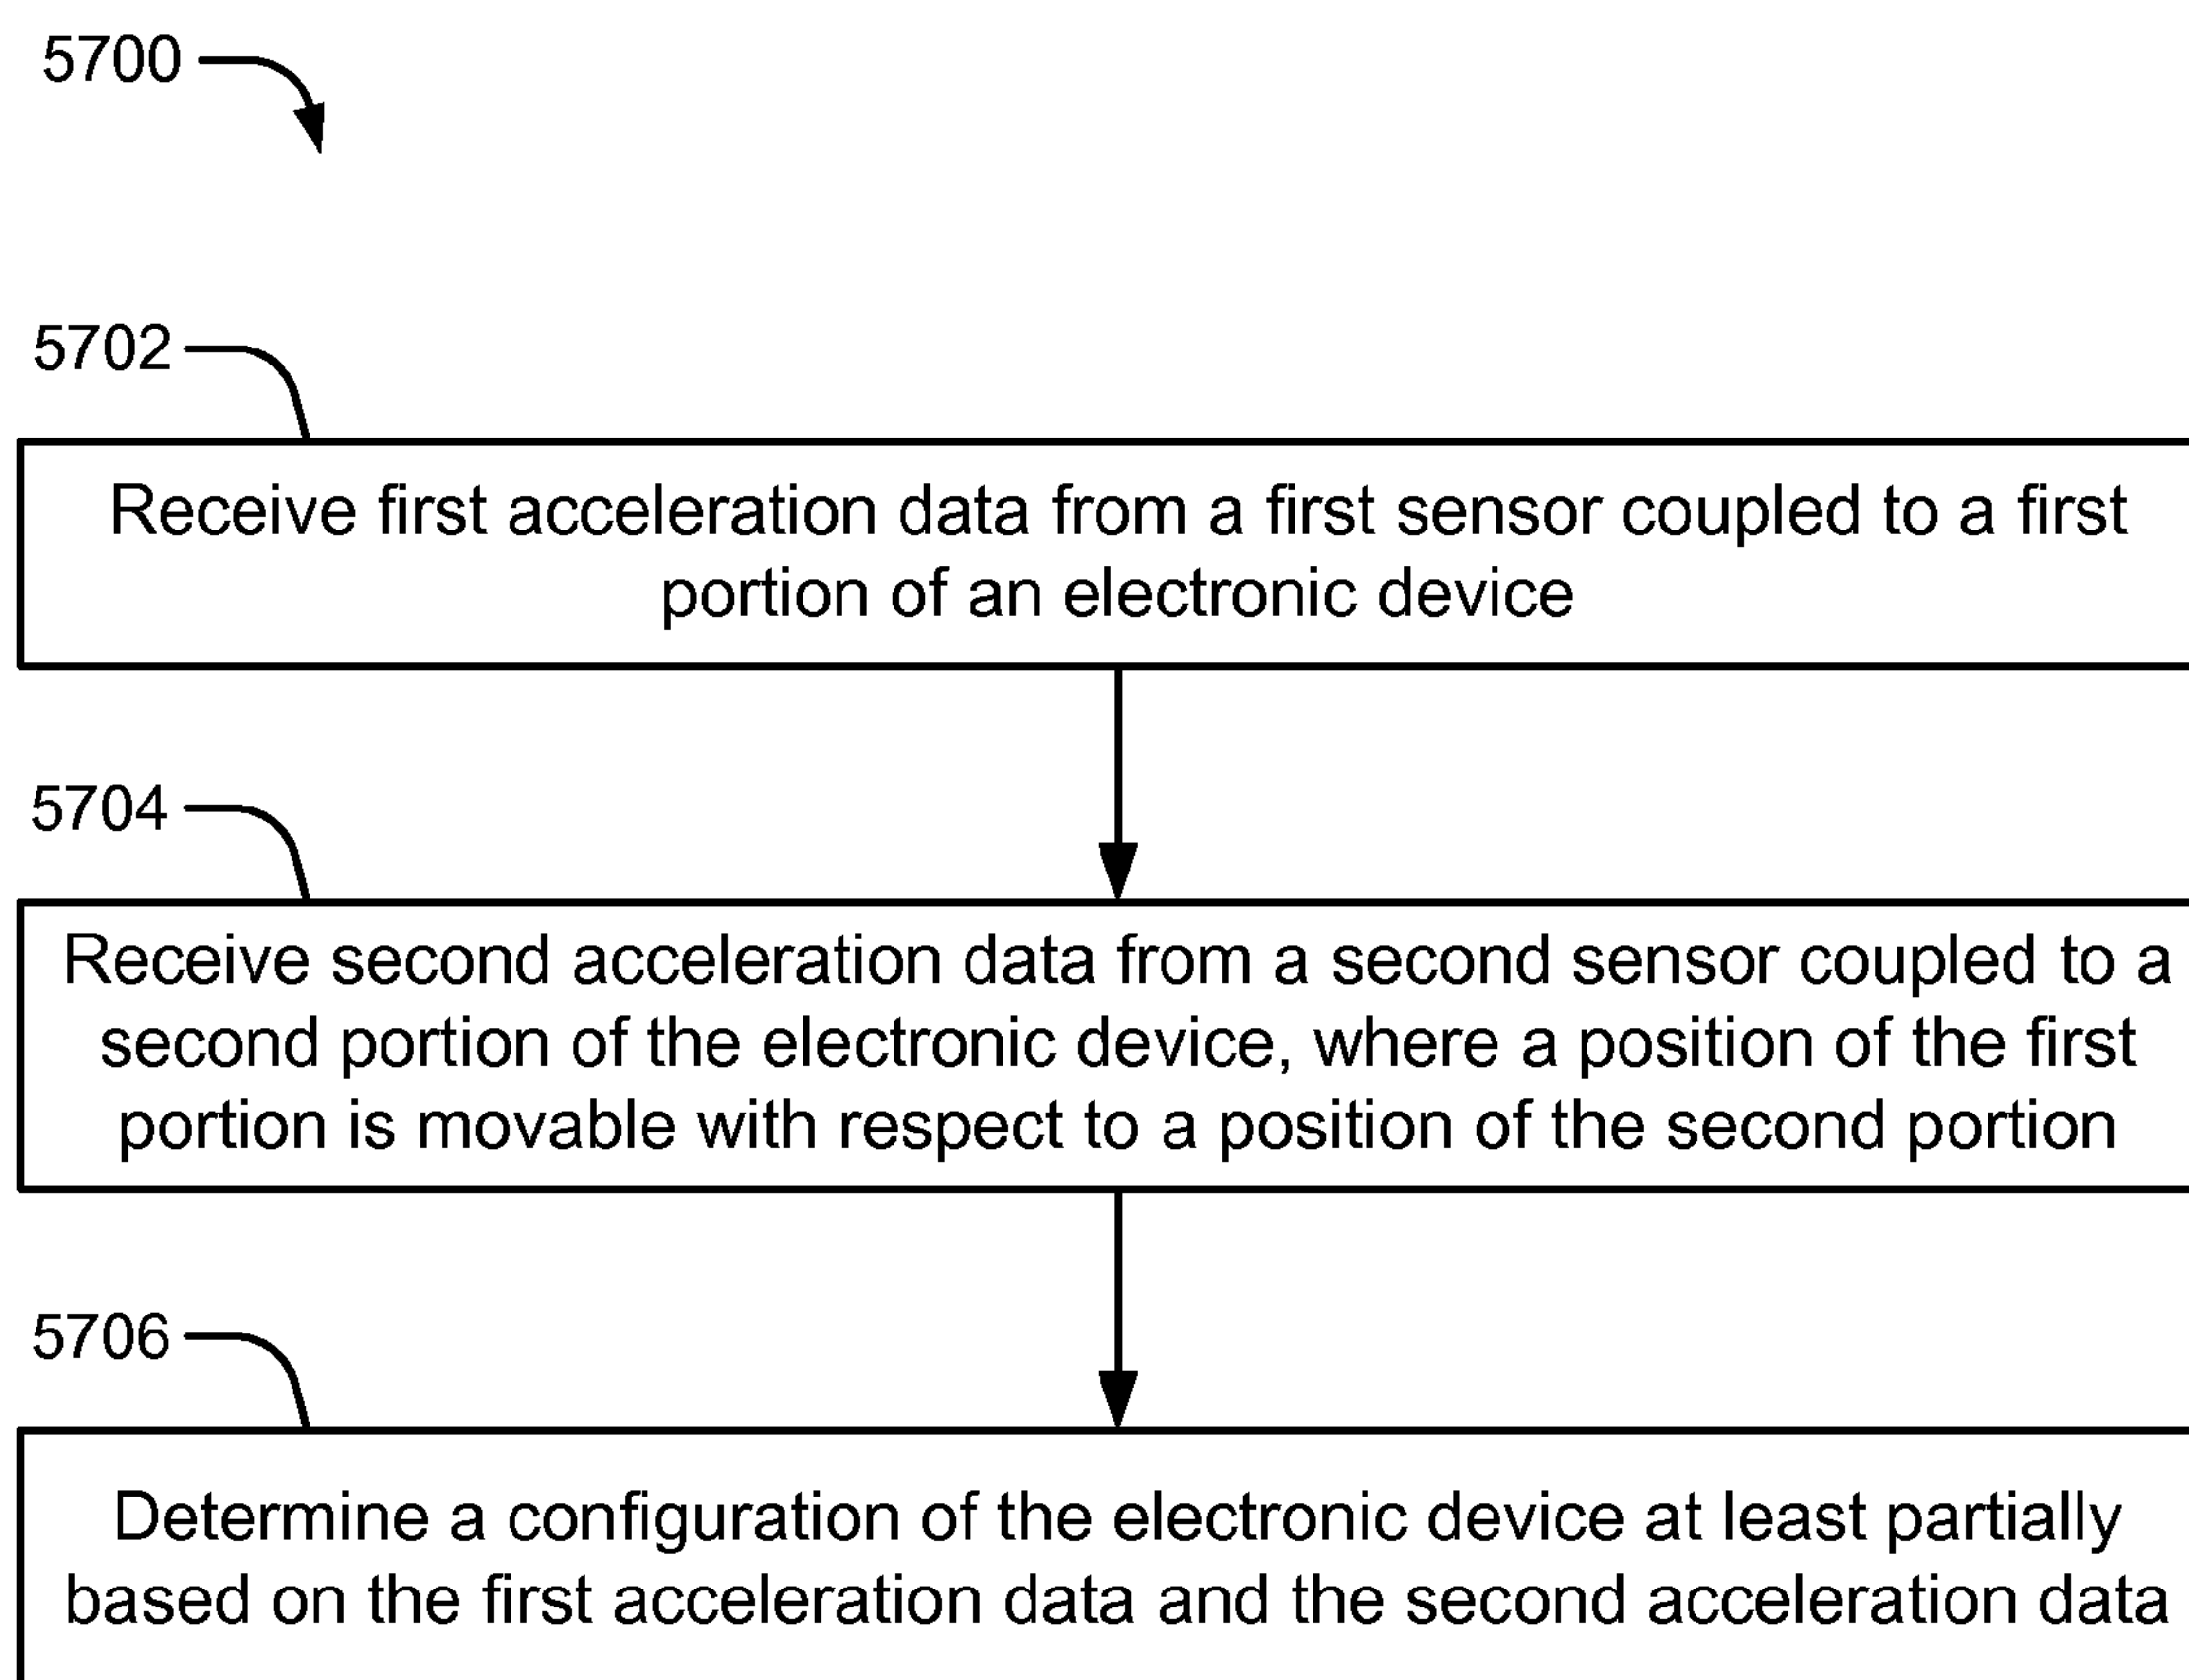 5700
5702
Receive first acceleration data from a first sensor coupled to a first
portion of an electronic device
5704
Receive second acceleration data from a second sensor coupled to a
second portion of the electronic device, where a position of the first
portion is movable with respect to a position of the second portion
5706
Determine a configuration of the electronic device at least partially
based on the first acceleration data and the second acceleration data